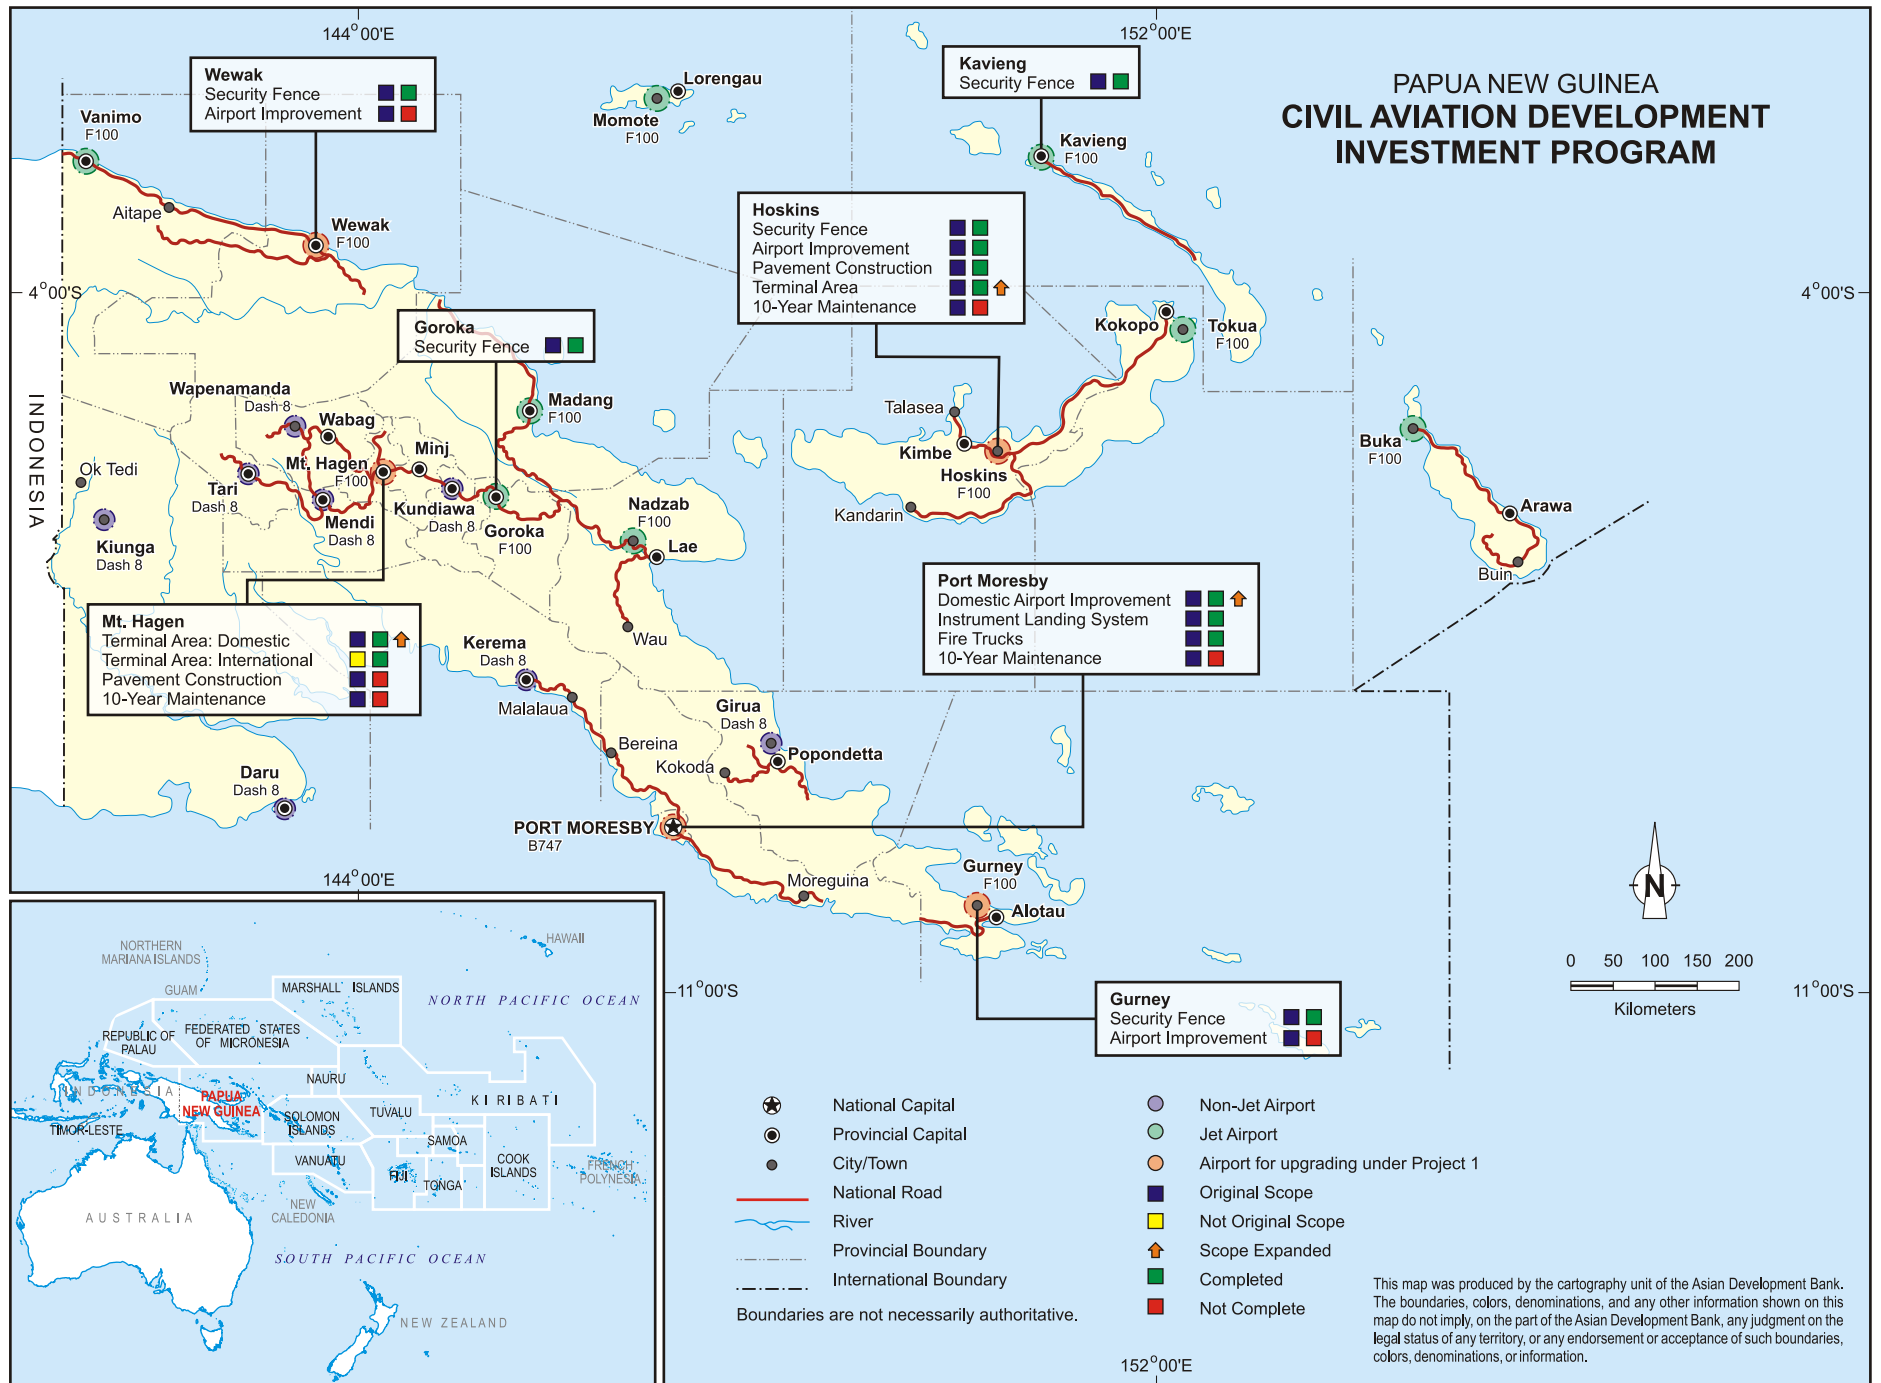 144°00'E
152°00'E
PAPUA NEW GUINEA
CIVIL AVIATION DEVELOPMENT
INVESTMENT PROGRAM
Wewak
Security Fence
Airport Improvement
Kavieng
Security Fence
Vanimo
F100
Lorengau
Momote
F100
Kavieng
F100
Aitape
Wewak
F100
Hoskins
Security Fence
Airport Improvement
Pavement Construction
Terminal Area
10-Year Maintenance
4°00'S
4°00'S
Goroka
Security Fence
Kokopo
Tokua
F100
INDONESIA
Wapenamanda
Dash 8
Wabag
Madang
F100
Talasea
Kimbe
Hoskins
F100
Kandarin
Buka
F100
Arawa
Buin
Ok Tedi
Tari
Dash 8
Mt. Hagen
F100
Minj
Mendi
Dash 8
Kundiawa
Dash 8
Goroka
F100
Nadzab
F100
Lae
Kiunga
Dash 8
Mt. Hagen
Terminal Area: Domestic
Terminal Area: International
Pavement Construction
10-Year Maintenance
Port Moresby
Domestic Airport Improvement
Instrument Landing System
Fire Trucks
10-Year Maintenance
Wau
Kerema
Dash 8
Malalaua
Girua
Dash 8
Bereina
Kokoda
Popondetta
Daru
Dash 8
PORT MORESBY
B747
Moreguina
Gurney
F100
Alotau
144°00'E
N
0 50 100 150 200
Kilometers
11°00'S
11°00'S
Gurney
Security Fence
Airport Improvement
NORTHERN
MARIANA ISLANDS
HAWAII
GUAM
MARSHALL ISLANDS
NORTH PACIFIC OCEAN
REPUBLIC OF
PALAU
FEDERATED STATES
OF MICRONESIA
NAURU
INDONESIA
PAPUA
NEW GUINEA
KIRIBATI
TUVALU
SOLOMON
ISLANDS
TIMOR-LESTE
SAMOA
VANUATU
COOK
ISLANDS
FIJI
TONGA
FRENCH
POLYNESIA
NEW
CALEDONIA
AUSTRALIA
SOUTH PACIFIC OCEAN
NEW ZEALAND
National Capital
Provincial Capital
City/Town
National Road
River
Provincial Boundary
International Boundary
Boundaries are not necessarily authoritative.
Non-Jet Airport
Jet Airport
Airport for upgrading under Project 1
Original Scope
Not Original Scope
Scope Expanded
Completed
Not Complete
This map was produced by the cartography unit of the Asian Development Bank.
The boundaries, colors, denominations, and any other information shown on this
map do not imply, on the part of the Asian Development Bank, any judgment on the
legal status of any territory, or any endorsement or acceptance of such boundaries,
colors, denominations, or information.
152°00'E